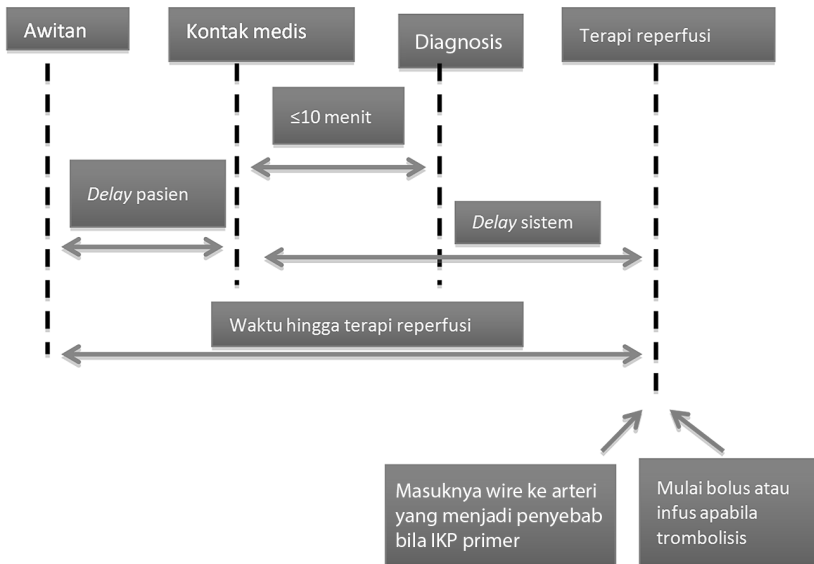 Awitan
Kontak medis
Diagnosis
Terapi reperfusi
≤10 menit
Delay pasien
Delay sistem
Waktu hingga terapi reperfusi
Masuknya wire ke arteri
yang menjadi penyebab
bila IKP primer
Mulai bolus atau
infus apabila
trombolisis